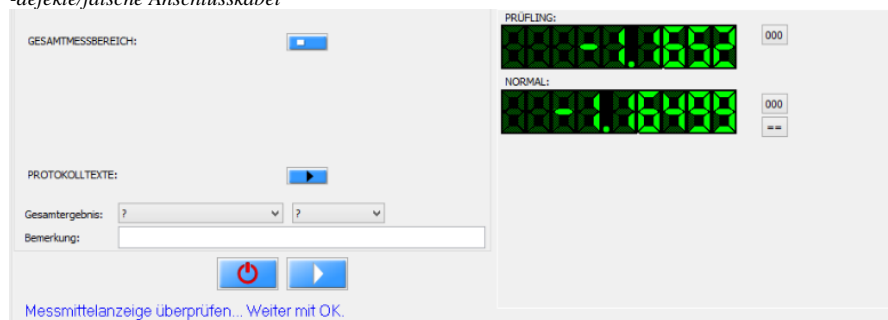 -defekte/falsche Anschlusskabel
GESAMTMESSBEREICH:
PRÜFLING:
-1.1652
000
NORMAL:
-1.16499
000
==
PROTOKOLLTEXTE:
Gesamtergebnis: ? ?
Bemerkung:
Messmittelanzeige überprüfen... Weiter mit OK.